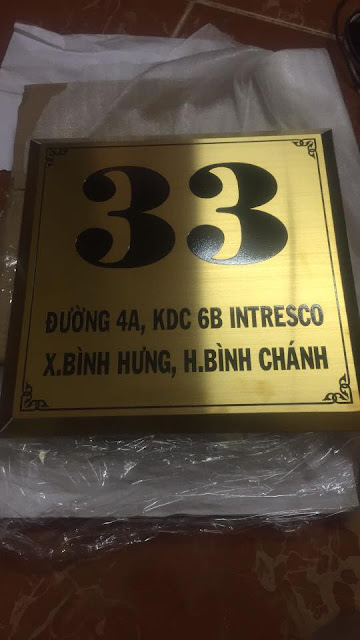 33
ĐƯỜNG 4A, KDC 6B INTRESCO
X.BÌNH HƯNG, H.BÌNH CHÁNH